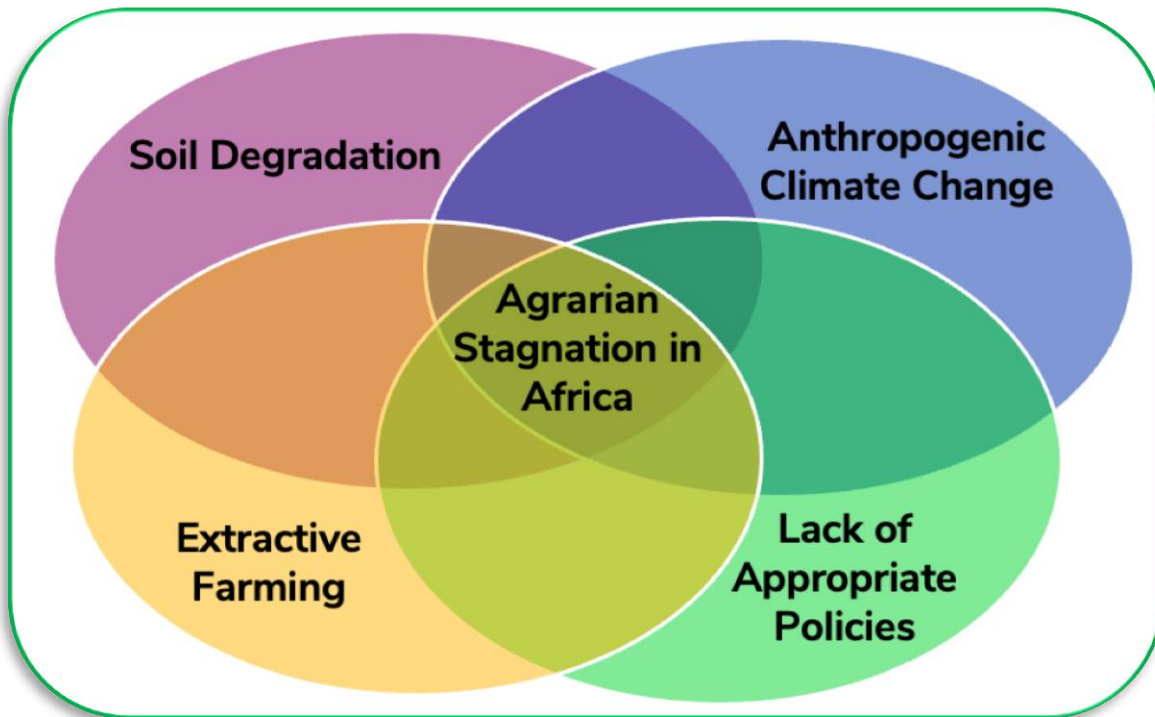 Soil Degradation
Anthropogenic
Climate Change
Agrarian
Stagnation in
Africa
Extractive
Farming
Lack of
Appropriate
Policies